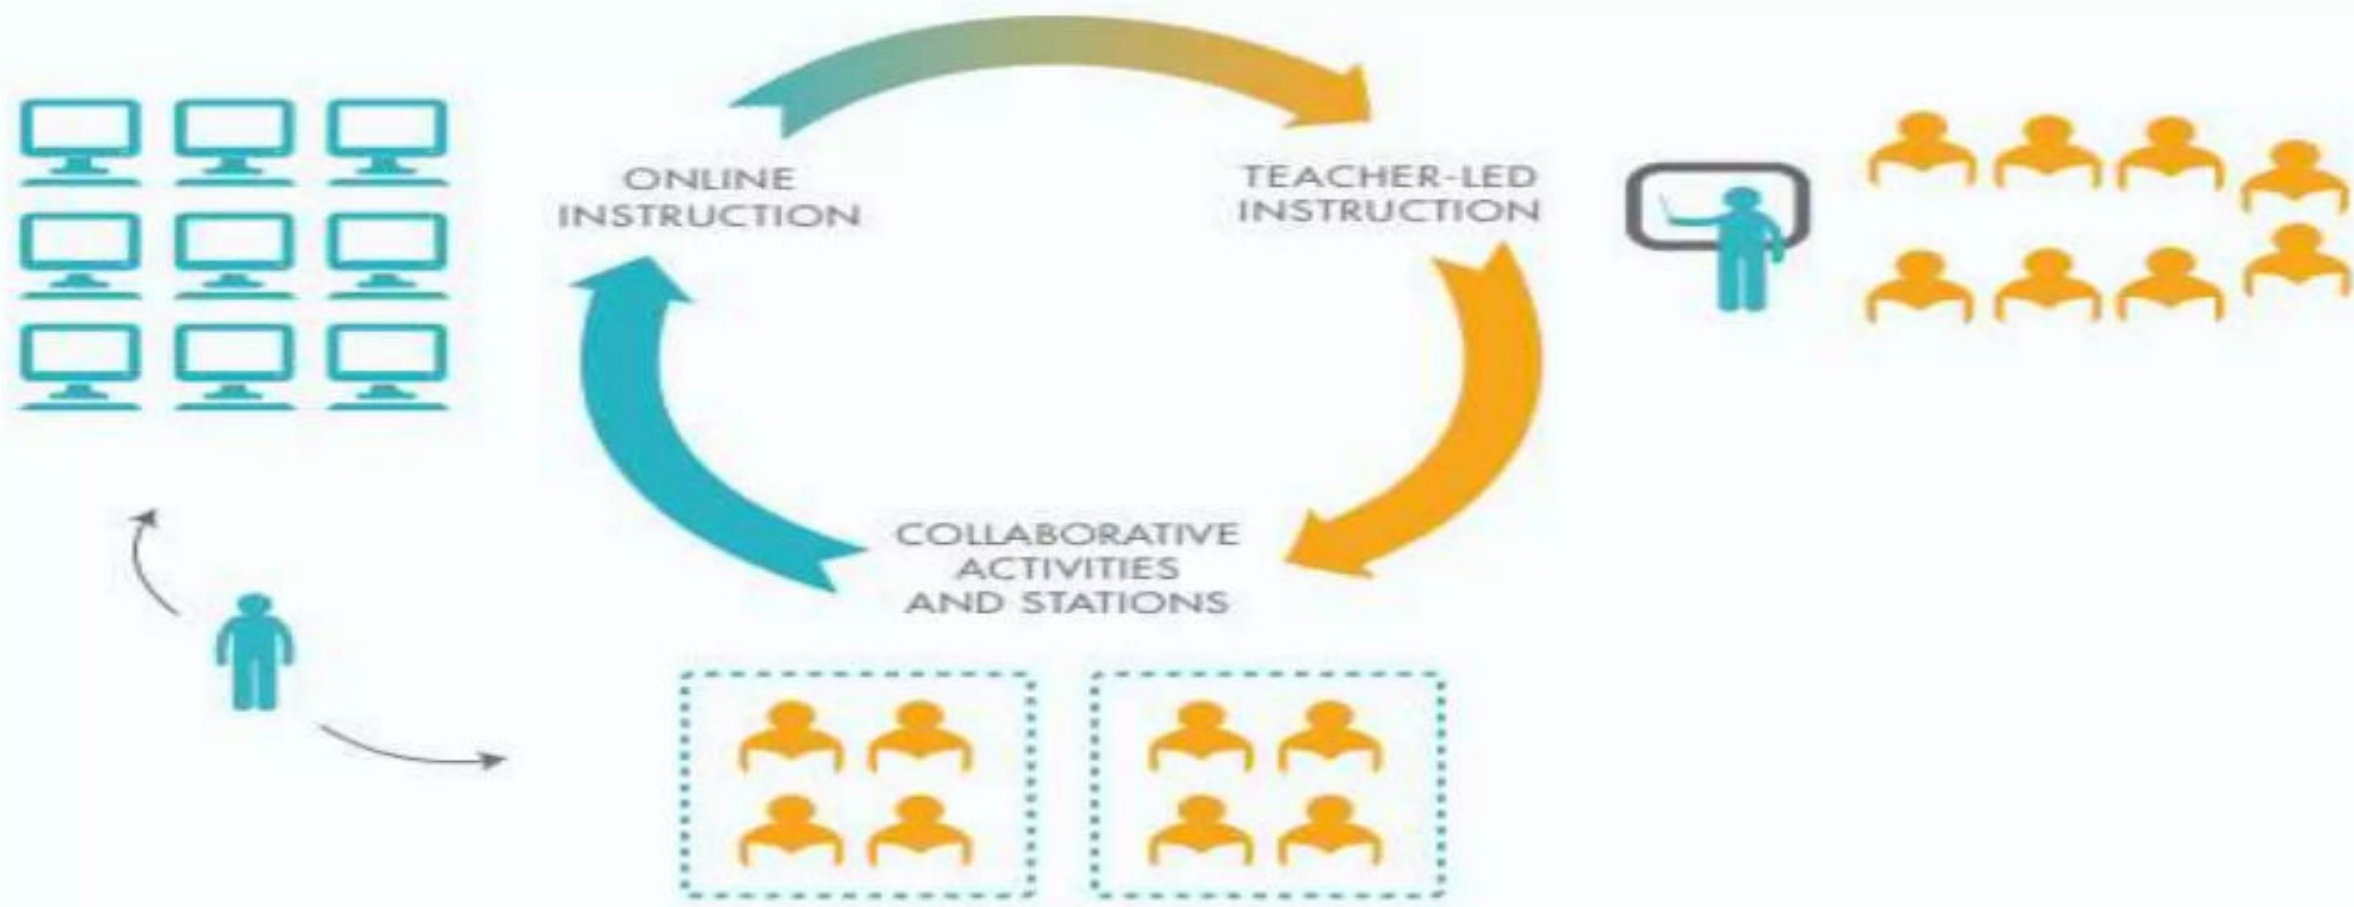 ONLINE
INSTRUCTION
TEACHER-LED
INSTRUCTION
COLLABORATIVE
ACTIVITIES
AND STATIONS